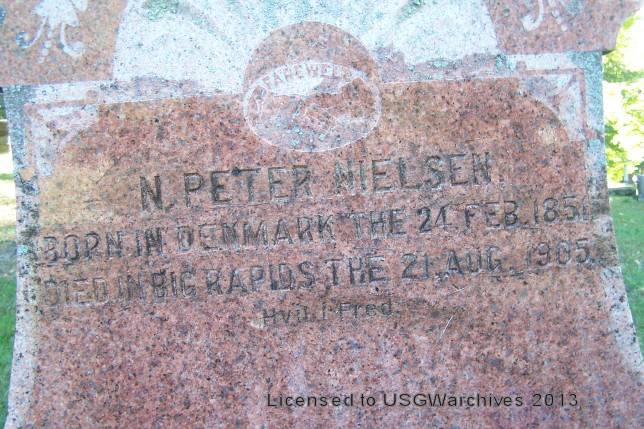 FAREWELL
N. PETER NIELSEN
BORN IN DENMARK THE 24 FEB. 1851
DIED IN BIG RAPIDS THE 21 AUG. 1905.
Hvil i Fred.
Licensed to USGWarchives 2013